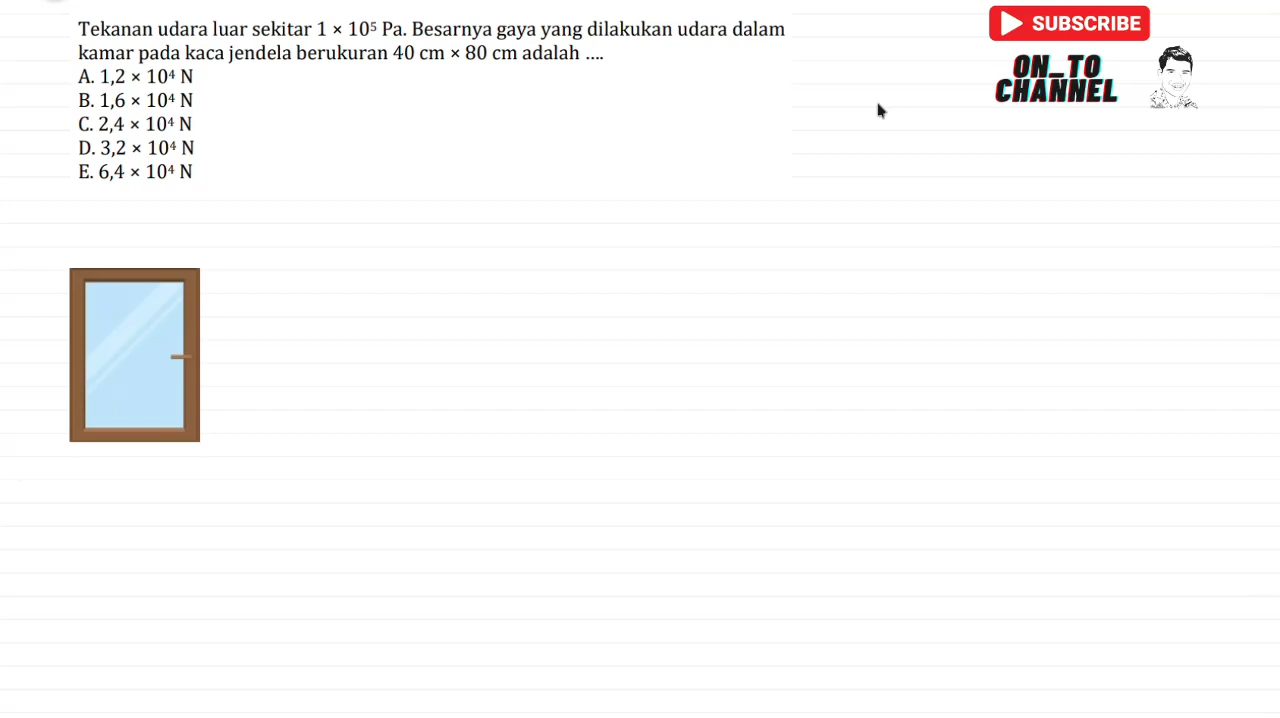 Tekanan udara luar sekitar 1 × 10⁵ Pa. Besarnya gaya yang dilakukan udara dalam
kamar pada kaca jendela berukuran 40 cm × 80 cm adalah ....
A. 1,2 × 10⁴ N
B. 1,6 × 10⁴ N
C. 2,4 × 10⁴ N
D. 3,2 × 10⁴ N
E. 6,4 × 10⁴ N
SUBSCRIBE
ON_TO
CHANNEL